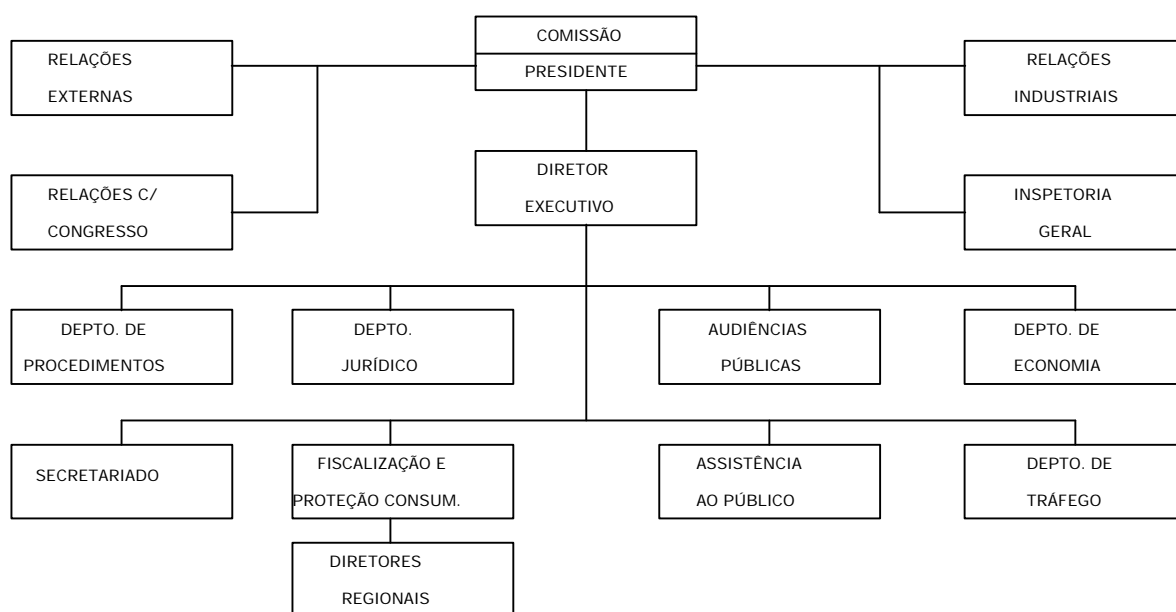 COMISSÃO
PRESIDENTE
RELAÇÕES
EXTERNAS
RELAÇÕES
INDUSTRIAIS
DIRETOR
EXECUTIVO
RELAÇÕES C/
CONGRESSO
INSPETORIA
GERAL
DEPTO. DE
PROCEDIMENTOS
DEPTO.
JURÍDICO
AUDIÊNCIAS
PÚBLICAS
DEPTO. DE
ECONOMIA
SECRETARIADO
FISCALIZAÇÃO E
PROTEÇÃO CONSUM.
ASSISTÊNCIA
AO PÚBLICO
DEPTO. DE
TRÁFEGO
DIRETORES
REGIONAIS